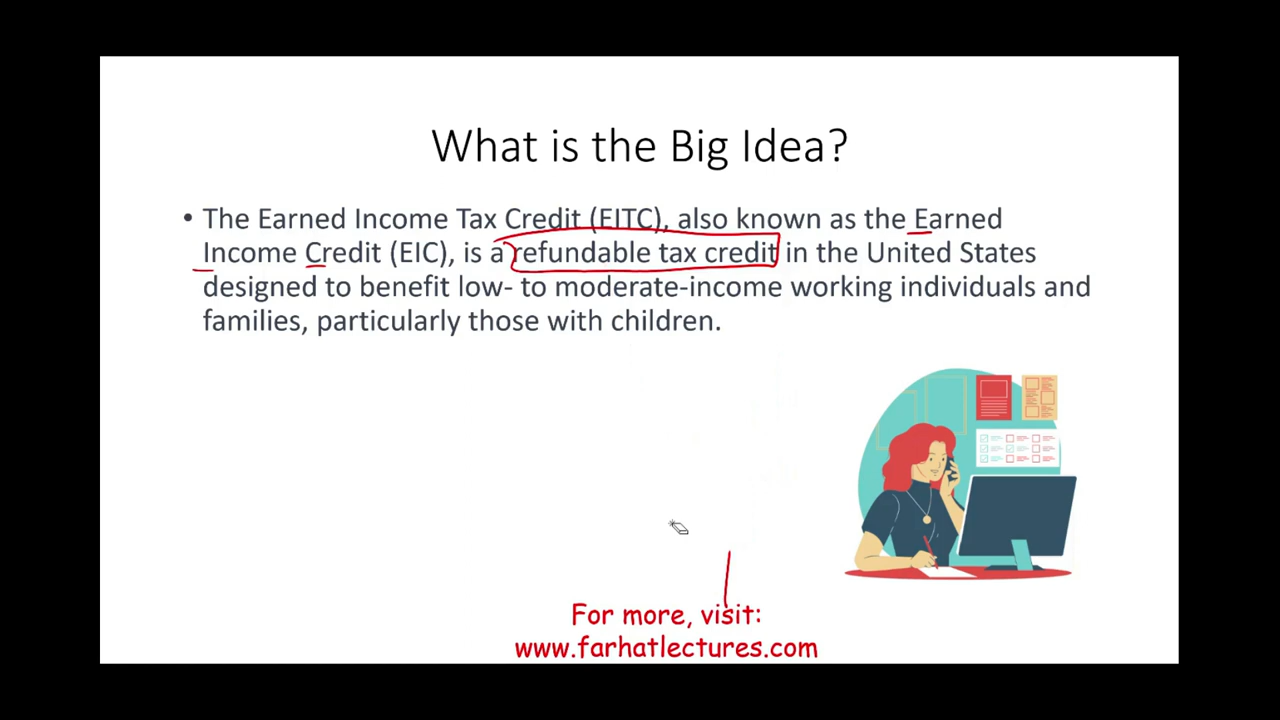 What is the Big Idea?
• The Earned Income Tax Credit (EITC), also known as the Earned
Income Credit (EIC), is a refundable tax credit in the United States
designed to benefit low- to moderate-income working individuals and
families, particularly those with children.
For more, visit:
www.farhatlectures.com